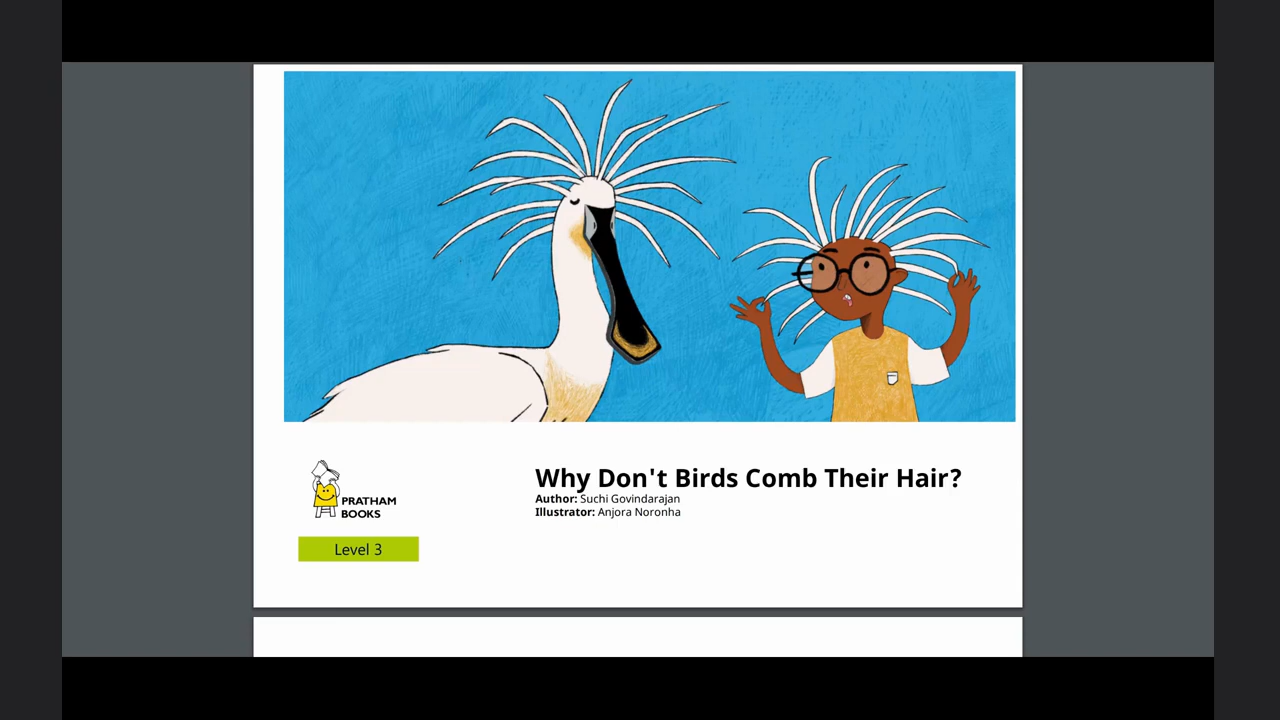 Why Don't Birds Comb Their Hair?
Author: Suchi Govindarajan
Illustrator: Anjora Noronha
PRATHAM
BOOKS
Level 3